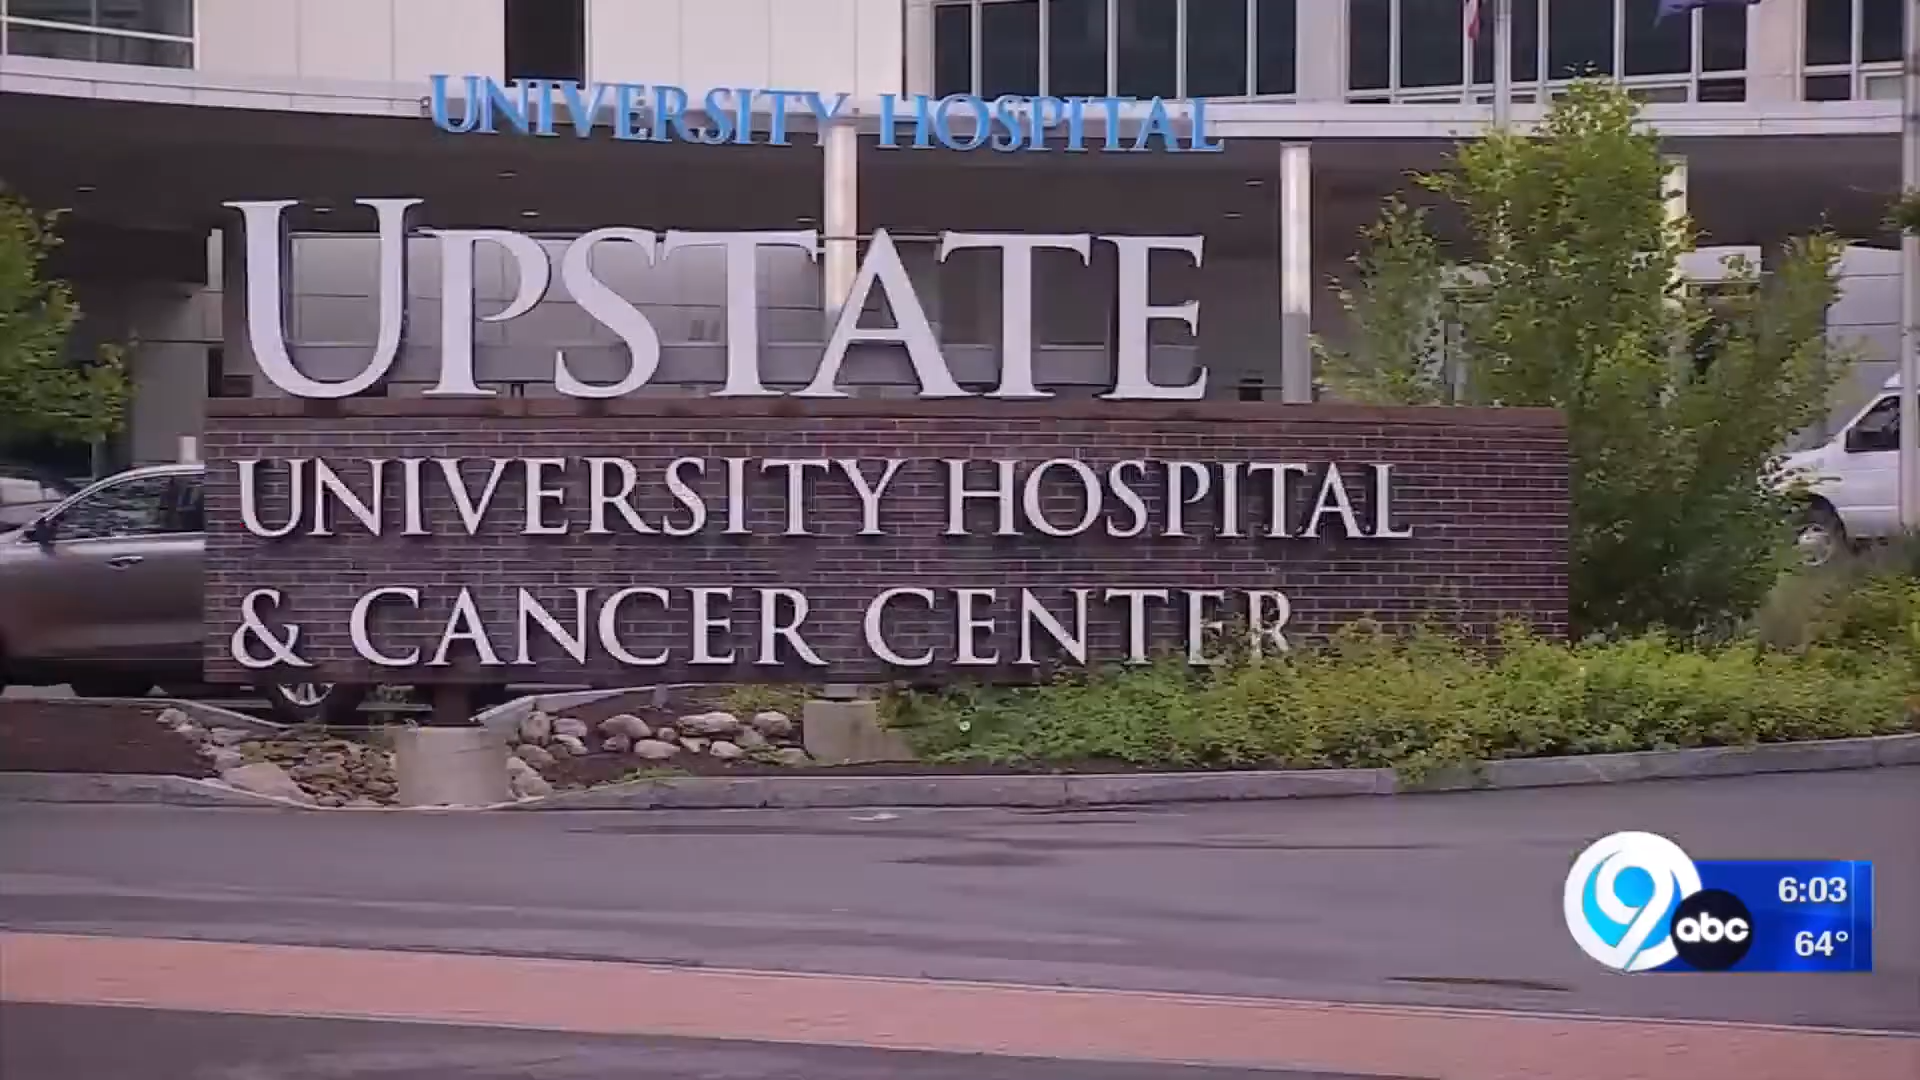 UNIVERSITY HOSPITAL
UPSTATE
UNIVERSITY HOSPITAL
& CANCER CENTER
9
abc
6:03
64°